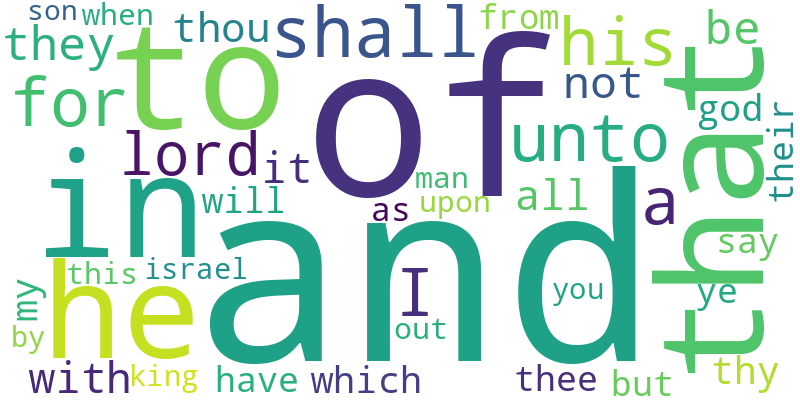 son when
they thou shall from his be
to of
for not god
lord it unto that their
in man
will as upon all a
and
this israel I you say
my he ye
by out
with king have which thee but thy